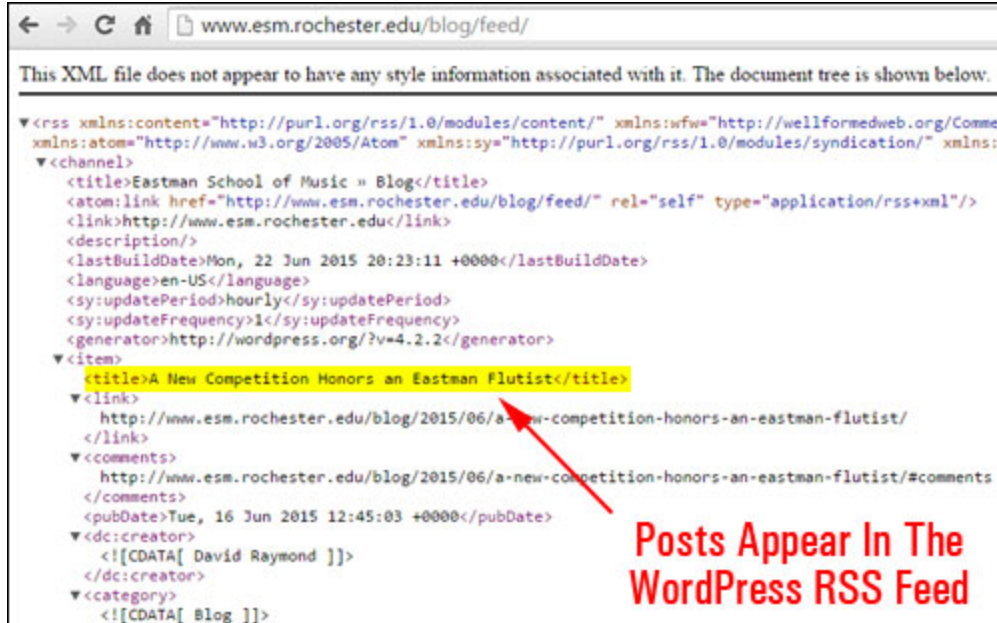 www.esm.rochester.edu/blog/feed/
This XML file does not appear to have any style information associated with it. The document tree is shown below.
▼<rss xmlns:content="http://purl.org/rss/1.0/modules/content/" xmlns:wfw="http://wellformedweb.org/Comme
xmlns:atom="http://www.w3.org/2005/Atom" xmlns:sy="http://purl.org/rss/1.0/modules/syndication/" xmlns:
▼<channel>
<title>Eastman School of Music » Blog</title>
<atom:link href="http://www.esm.rochester.edu/blog/feed/" rel="self" type="application/rss+xml"/>
<link>http://www.esm.rochester.edu</link>
<description/>
<lastBuildDate>Mon, 22 Jun 2015 20:23:11 +0000</lastBuildDate>
<language>en-US</language>
<sy:updatePeriod>hourly</sy:updatePeriod>
<sy:updateFrequency>1</sy:updateFrequency>
<generator>http://wordpress.org/?v=4.2.2</generator>
▼<item>
<title>A New Competition Honors an Eastman Flutist</title>
▼<link>
http://www.esm.rochester.edu/blog/2015/06/a-new-competition-honors-an-eastman-flutist/
</link>
▼<comments>
http://www.esm.rochester.edu/blog/2015/06/a-new-competition-honors-an-eastman-flutist/#comments
</comments>
<pubDate>Tue, 16 Jun 2015 12:45:03 +0000</pubDate>
▼<dc:creator>
<![CDATA[ David Raymond ]]>
</dc:creator>
▼<category>
<![CDATA[ Blog ]]>
Posts Appear In The
WordPress RSS Feed